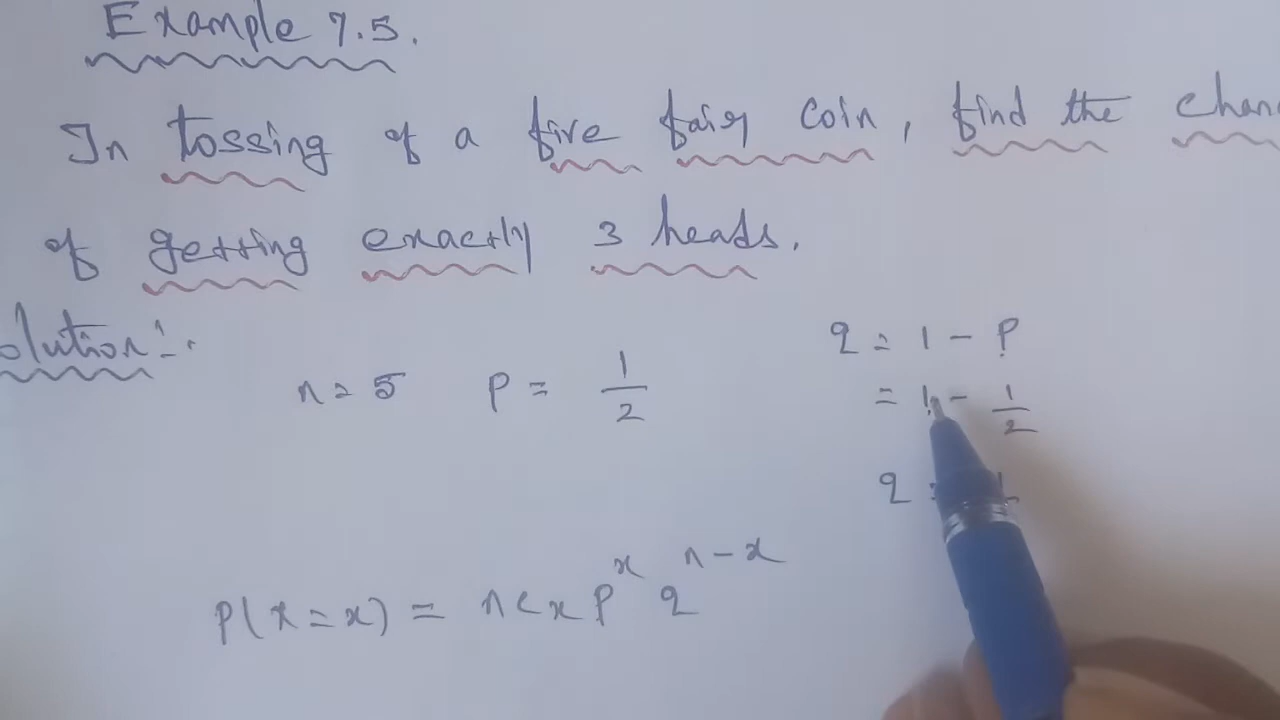 Example 7.5.
In tossing of a five fair coin, find the chan
of getting exactly 3 heads.
olution:-
n = 5 p = 1/2
q = 1 - p
= 1 - 1/2
q =
p(x=x) = ncx p^x q^n-x